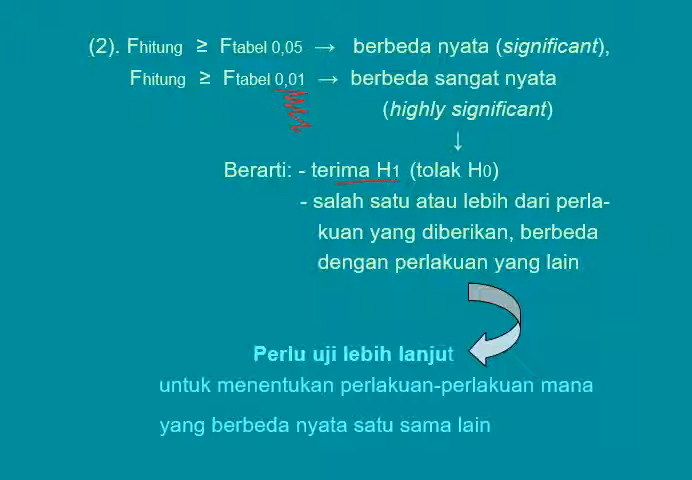 (2). Fhitung ≥ Ftabel 0,05 → berbeda nyata (significant),
Fhitung ≥ Ftabel 0,01 → berbeda sangat nyata
(highly significant)
↓
Berarti: - terima H1 (tolak H0)
- salah satu atau lebih dari perla-
kuan yang diberikan, berbeda
dengan perlakuan yang lain
Perlu uji lebih lanjut
untuk menentukan perlakuan-perlakuan mana
yang berbeda nyata satu sama lain